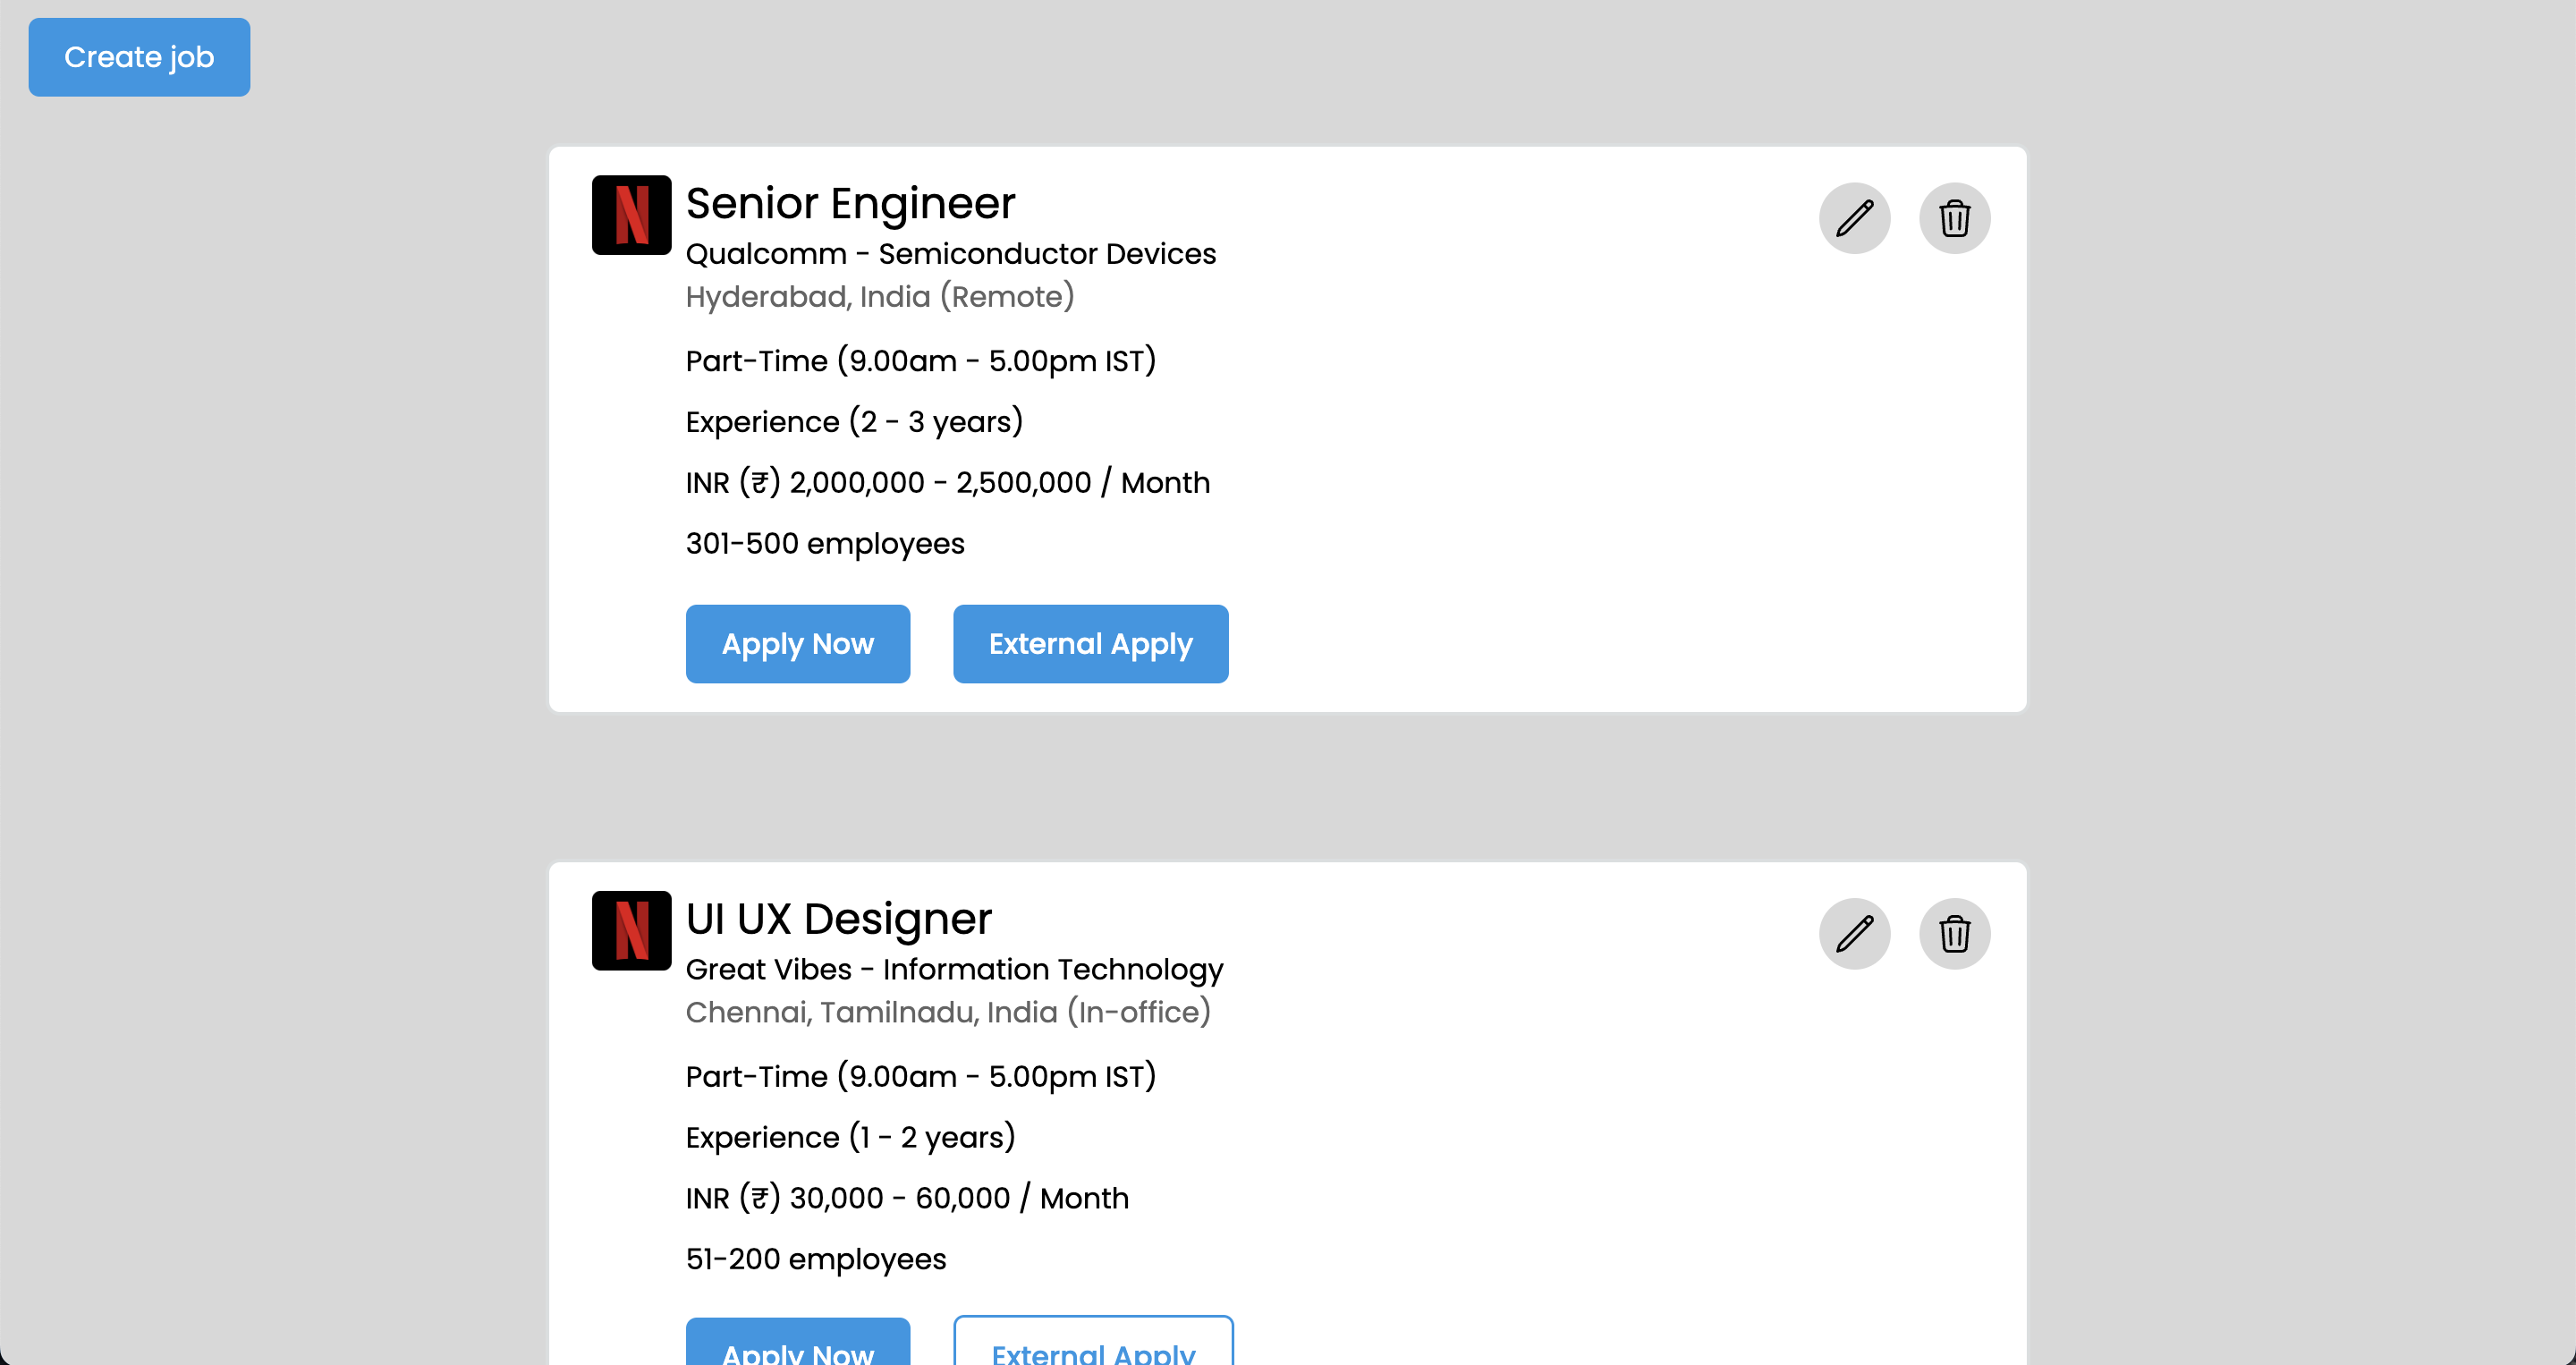 Create job
N
Senior Engineer
Qualcomm - Semiconductor Devices
Hyderabad, India (Remote)
Part-Time (9.00am - 5.00pm IST)
Experience (2 - 3 years)
INR (₹) 2,000,000 - 2,500,000 / Month
301-500 employees
Apply Now External Apply
N
UI UX Designer
Great Vibes - Information Technology
Chennai, Tamilnadu, India (In-office)
Part-Time (9.00am - 5.00pm IST)
Experience (1 - 2 years)
INR (₹) 30,000 - 60,000 / Month
51-200 employees
Apply Now External Apply